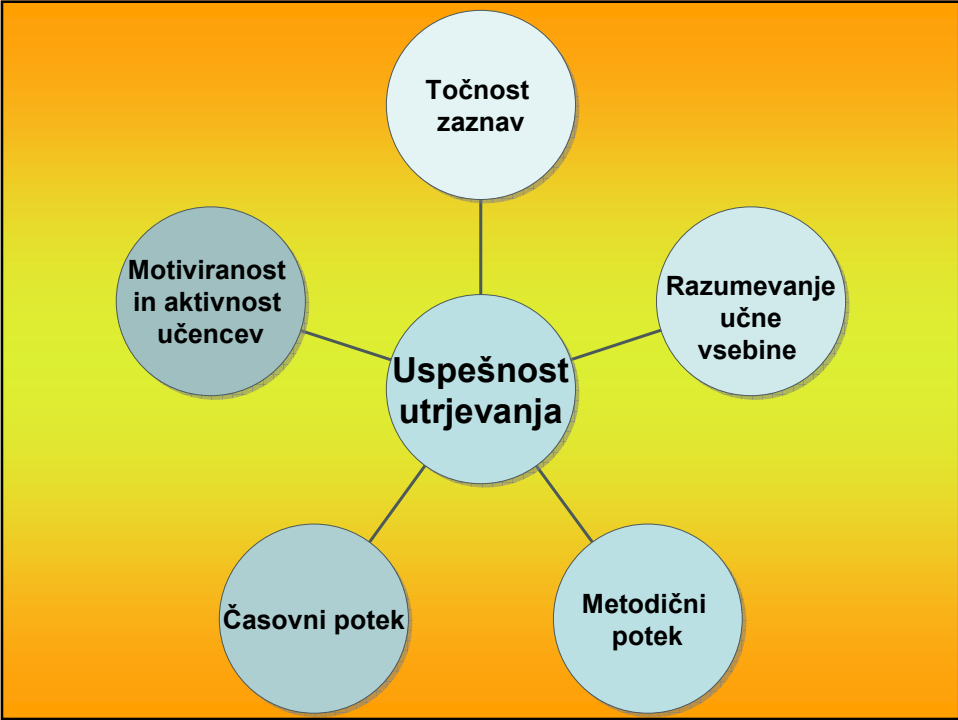 Točnost
zaznav
Motiviranost
in aktivnost
učencev
Razumevanje
učne
vsebine
Uspešnost
utrjevanja
Časovni potek
Metodični
potek